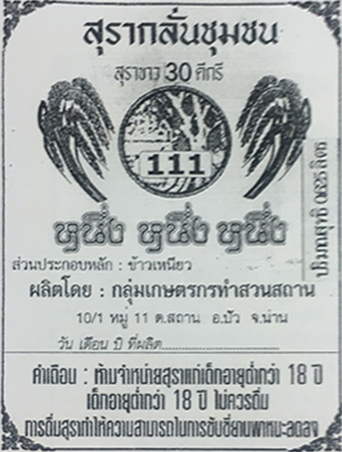 สุรากลั่นชุมชน
สุราขาว 30 ดีกรี
111
หนึ่ง หนึ่ง หนึ่ง
ปริมาณสุทธิ 0.625 ลิตร
ส่วนประกอบหลัก : ข้าวเหนียว
ผลิตโดย : กลุ่มเกษตรกรทำสวนสถาน
10/1 หมู่ 11 ต.สถาน อ.ปัว จ.น่าน
วัน เดือน ปี ที่ผลิต..............................
คำเตือน : ห้ามจำหน่ายสุราแก่เด็กอายุต่ำกว่า 18 ปี
เด็กอายุต่ำกว่า 18 ปี ไม่ควรดื่ม
การดื่มสุราทำให้ความสามารถในการขับขี่ยานพาหนะลดลง